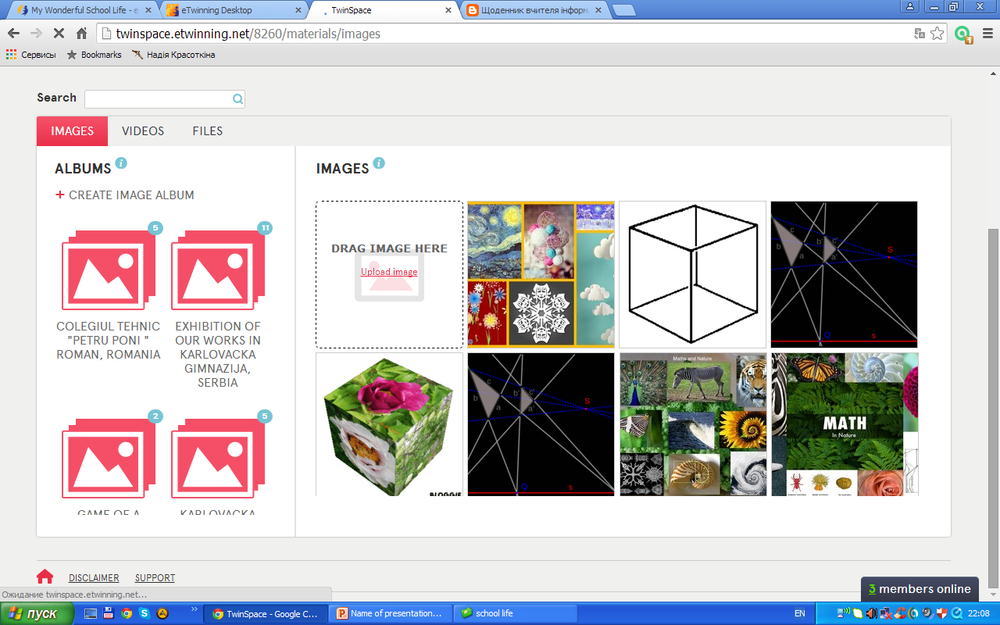 My Wonderful School Life - e
eTwinning Desktop
TwinSpace
Щоденник вчителя інформ
twinspace.etwinning.net/8260/materials/images
Сервисы
Bookmarks
Надія Красоткіна
1
Search
IMAGES
VIDEOS
FILES
ALBUMS i
IMAGES i
+ CREATE IMAGE ALBUM
5
11
COLEGIUL TEHNIC
"PETRU PONI "
ROMAN, ROMANIA
EXHIBITION OF
OUR WORKS IN
KARLOVACKA
GIMNAZIJA,
SERBIA
2
5
GAME OF A
KARLOVACKA
DRAG IMAGE HERE
Upload image
c
c'
b
b'
a
a'
S
Q
s
BLOGGIF
c
c'
b
b'
a
a'
S
Q
s
Maths and Nature
MATH
In Nature
DISCLAIMER
SUPPORT
3 members online
Ожидание twinspace.etwinning.net...
пуск
»
TwinSpace - Google C...
Name of presentation...
school life
EN
22:08